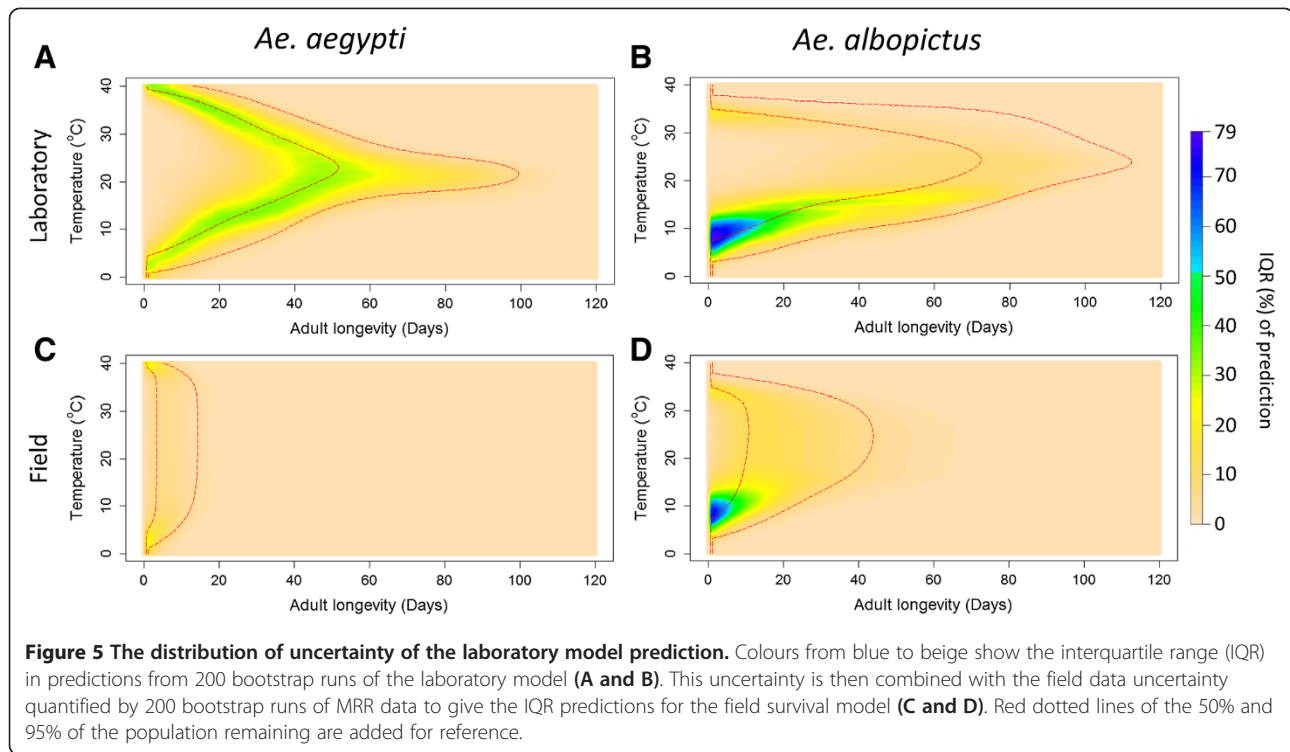 Ae. aegypti
Ae. albopictus
A
B
Laboratory
Temperature (°C)
40
30
20
10
0
0 20 40 60 80 100 120
Adult longevity (Days)
Temperature (°C)
40
30
20
10
0
0 20 40 60 80 100 120
Adult longevity (Days)
C
D
Field
Temperature (°C)
40
30
20
10
0
0 20 40 60 80 100 120
Adult longevity (Days)
Temperature (°C)
40
30
20
10
0
0 20 40 60 80 100 120
Adult longevity (Days)
79
70
60
50
40
30
20
10
0
IQR (%) of prediction
Figure 5 The distribution of uncertainty of the laboratory model prediction. Colours from blue to beige show the interquartile range (IQR)
in predictions from 200 bootstrap runs of the laboratory model (A and B). This uncertainty is then combined with the field data uncertainty
quantified by 200 bootstrap runs of MRR data to give the IQR predictions for the field survival model (C and D). Red dotted lines of the 50% and
95% of the population remaining are added for reference.